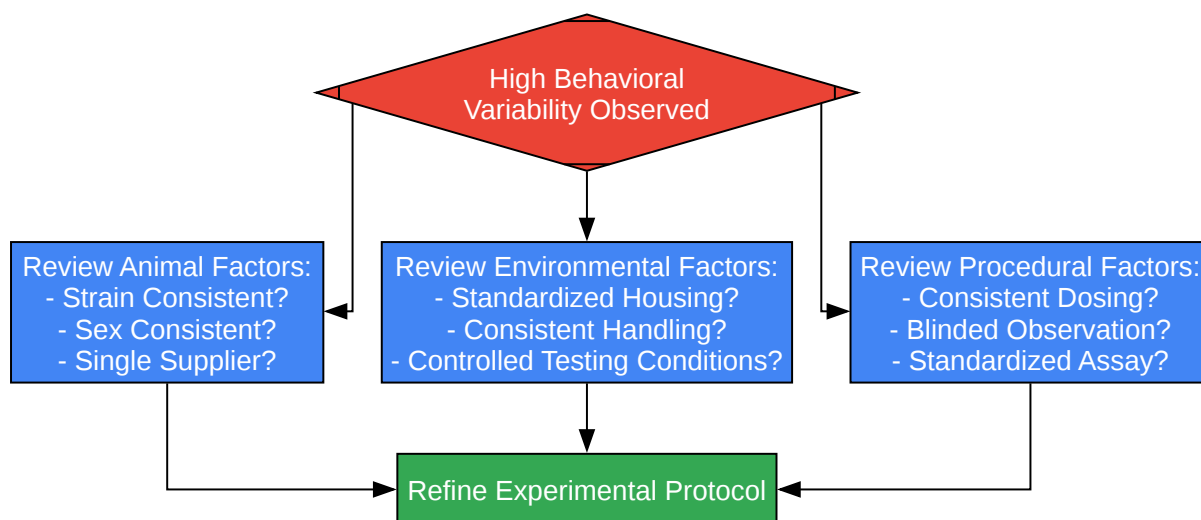 High Behavioral
Variability Observed
Review Animal Factors:
- Strain Consistent?
- Sex Consistent?
- Single Supplier?
Review Environmental Factors:
- Standardized Housing?
- Consistent Handling?
- Controlled Testing Conditions?
Review Procedural Factors:
- Consistent Dosing?
- Blinded Observation?
- Standardized Assay?
Refine Experimental Protocol